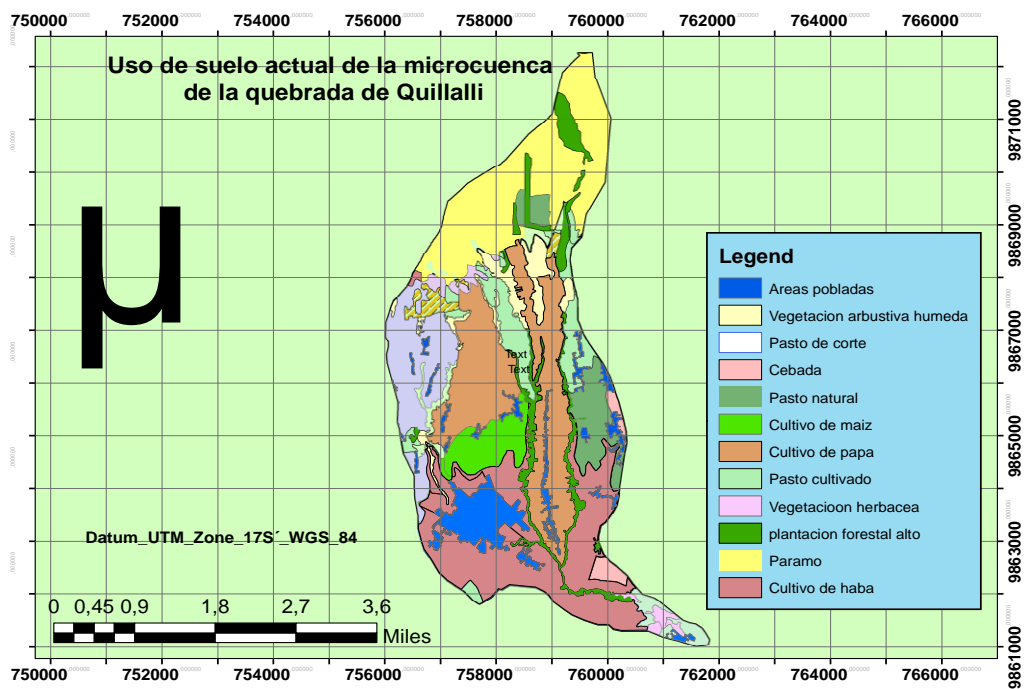 750000 752000 754000 756000 758000 760000 762000 764000 766000
Uso de suelo actual de la microcuenca
de la quebrada de Quillalli
µ
9871000
9869000
9867000
9865000
9863000
9861000
Text
Text
Legend
Areas pobladas
Vegetacion arbustiva humeda
Pasto de corte
Cebada
Pasto natural
Cultivo de maiz
Cultivo de papa
Pasto cultivado
Vegetacioon herbacea
plantacion forestal alto
Paramo
Cultivo de haba
Datum_UTM_Zone_17S´_WGS_84
0 0,45 0,9 1,8 2,7 3,6
Miles
750000 752000 754000 756000 758000 760000 762000 764000 766000